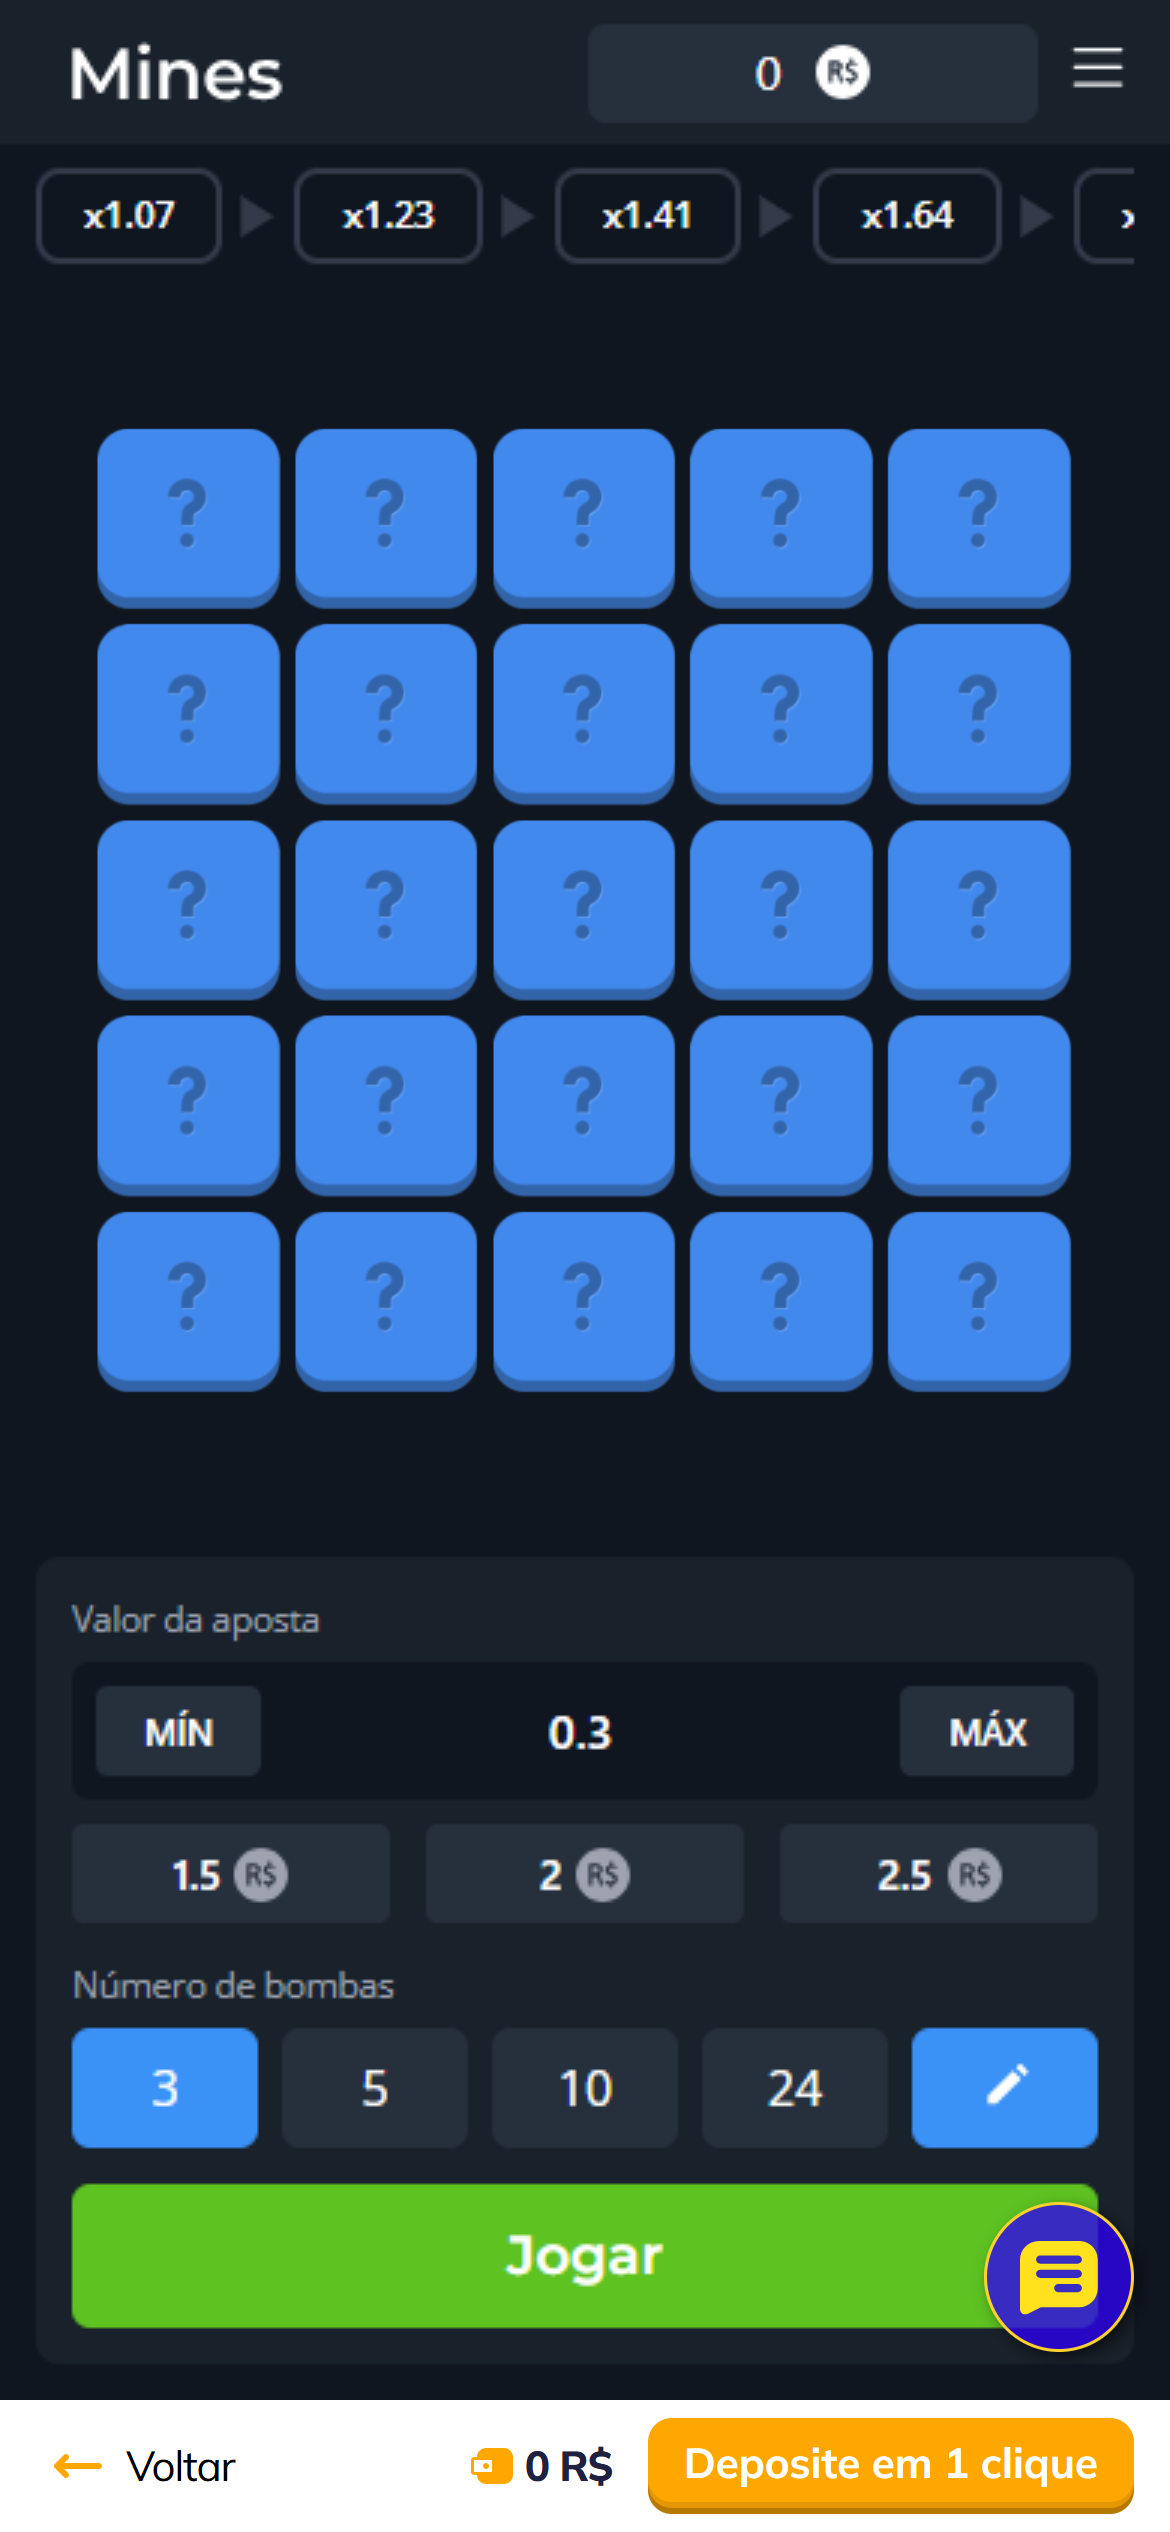 Mines
0 R$
x1.07 x1.23 x1.41 x1.64
? ? ? ? ?
? ? ? ? ?
? ? ? ? ?
? ? ? ? ?
? ? ? ? ?
Valor da aposta
MÍN 0.3 MÁX
1.5 R$ 2 R$ 2.5 R$
Número de bombas
3 5 10 24
Jogar
Voltar 0 R$ Deposite em 1 clique